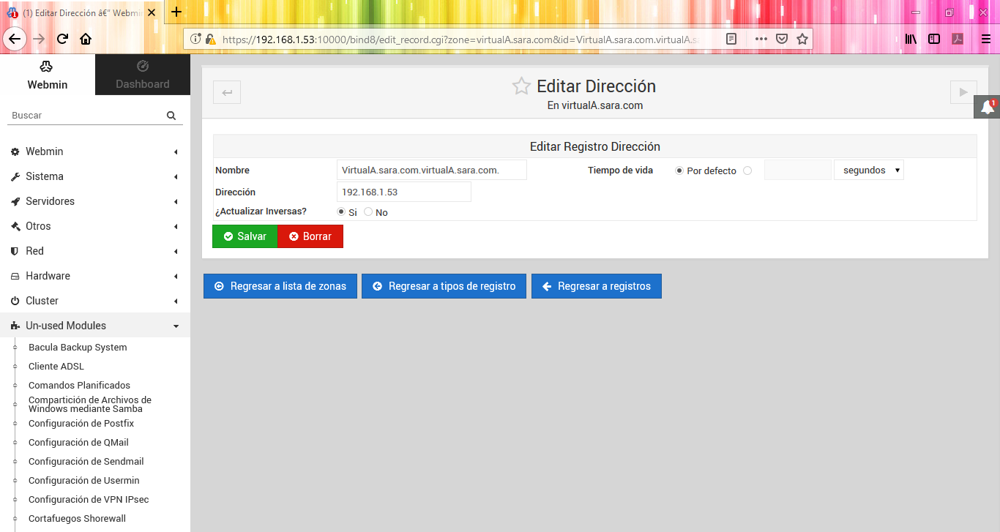 (1) Editar Dirección â€“ Webmin
https://192.168.1.53:10000/bind8/edit_record.cgi?zone=virtualA.sara.com&id=VirtualA.sara.com.virtualA.s
Webmin
Dashboard
Buscar
Webmin
Sistema
Servidores
Otros
Red
Hardware
Cluster
Un-used Modules
Bacula Backup System
Cliente ADSL
Comandos Planificados
Compartición de Archivos de
Windows mediante Samba
Configuración de Postfix
Configuración de QMail
Configuración de Sendmail
Configuración de Usermin
Configuración de VPN IPsec
Cortafuegos Shorewall
Editar Dirección
En virtualA.sara.com
1
Editar Registro Dirección
Nombre VirtualA.sara.com.virtualA.sara.com. Tiempo de vida Por defecto segundos
Dirección 192.168.1.53
¿Actualizar Inversas? Si No
Salvar Borrar
Regresar a lista de zonas Regresar a tipos de registro Regresar a registros